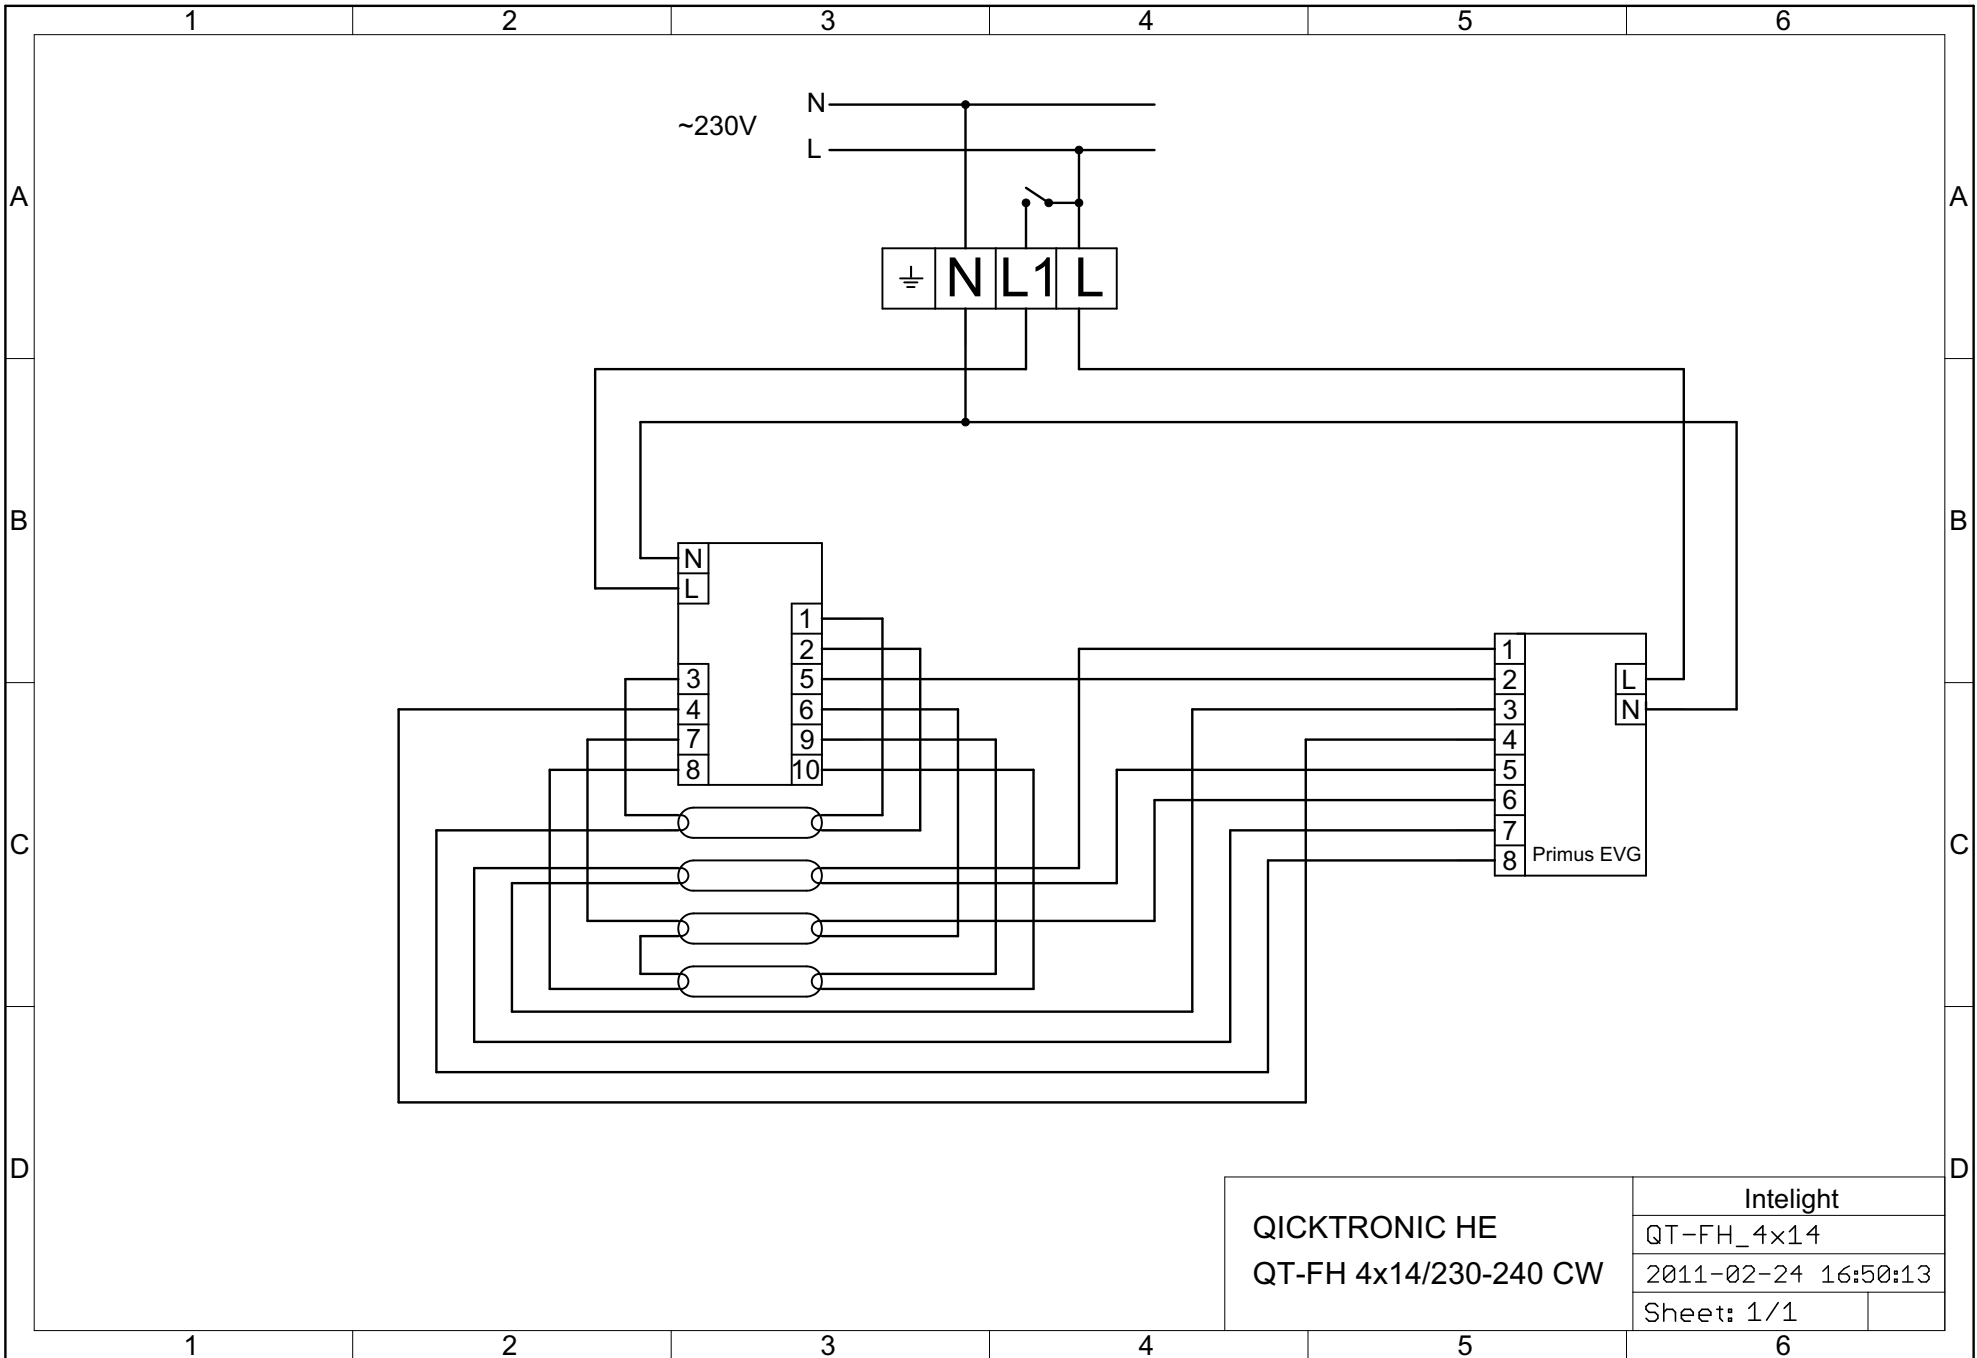 1 2 3 4 5 6
N
~230V
L
A A
N L1 L
B B
N
L
1
2
3 5
4 6
7 9
8 10
1
2 L
3 N
4
5
6
7
8 Primus EVG
C C
D D
QICKTRONIC HE
QT-FH 4x14/230-240 CW
Intelight
QT-FH_4x14
2011-02-24 16:50:13
Sheet: 1/1
1 2 3 4 5 6